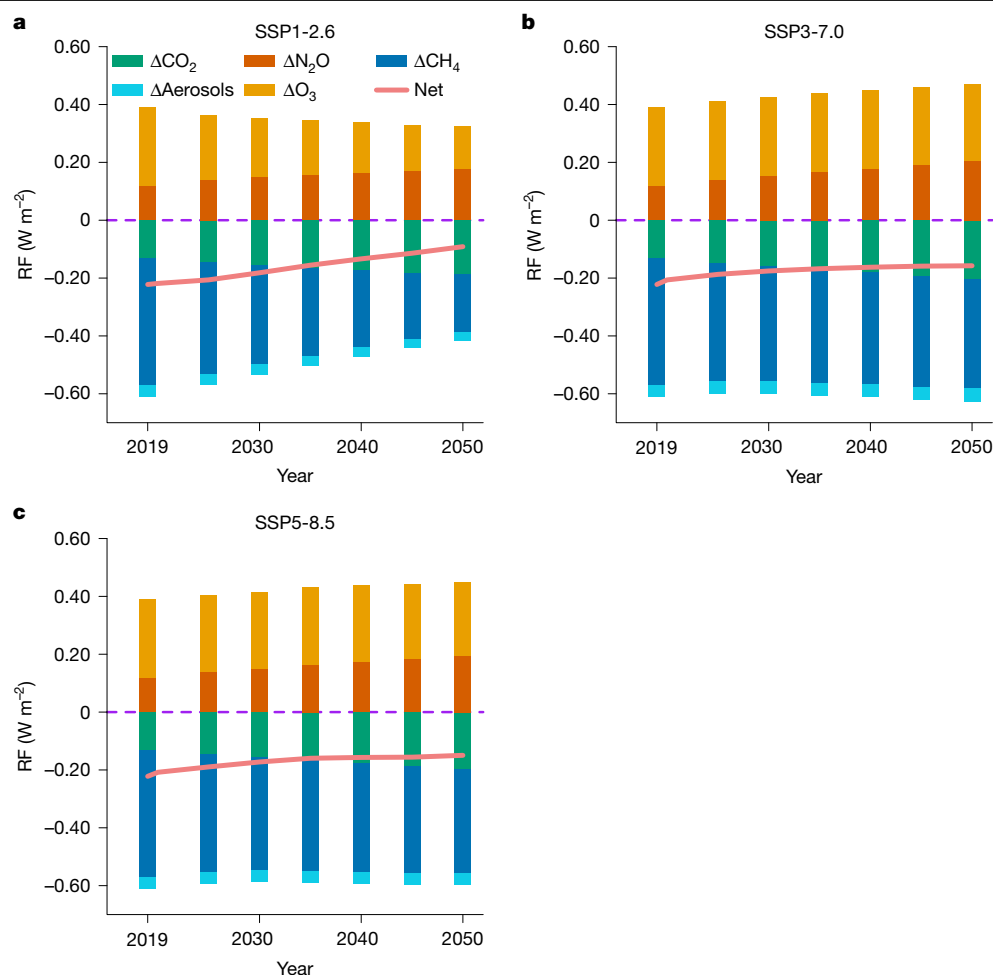 a
SSP1-2.6
0.60
0.40
0.20
0
–0.20
–0.40
–0.60
RF (W m⁻²)
ΔCO₂
ΔN₂O
ΔCH₄
ΔAerosols
ΔO₃
Net
2019
2030
2040
2050
Year
b
SSP3-7.0
0.60
0.40
0.20
0
–0.20
–0.40
–0.60
RF (W m⁻²)
2019
2030
2040
2050
Year
c
SSP5-8.5
0.60
0.40
0.20
0
–0.20
–0.40
–0.60
RF (W m⁻²)
2019
2030
2040
2050
Year